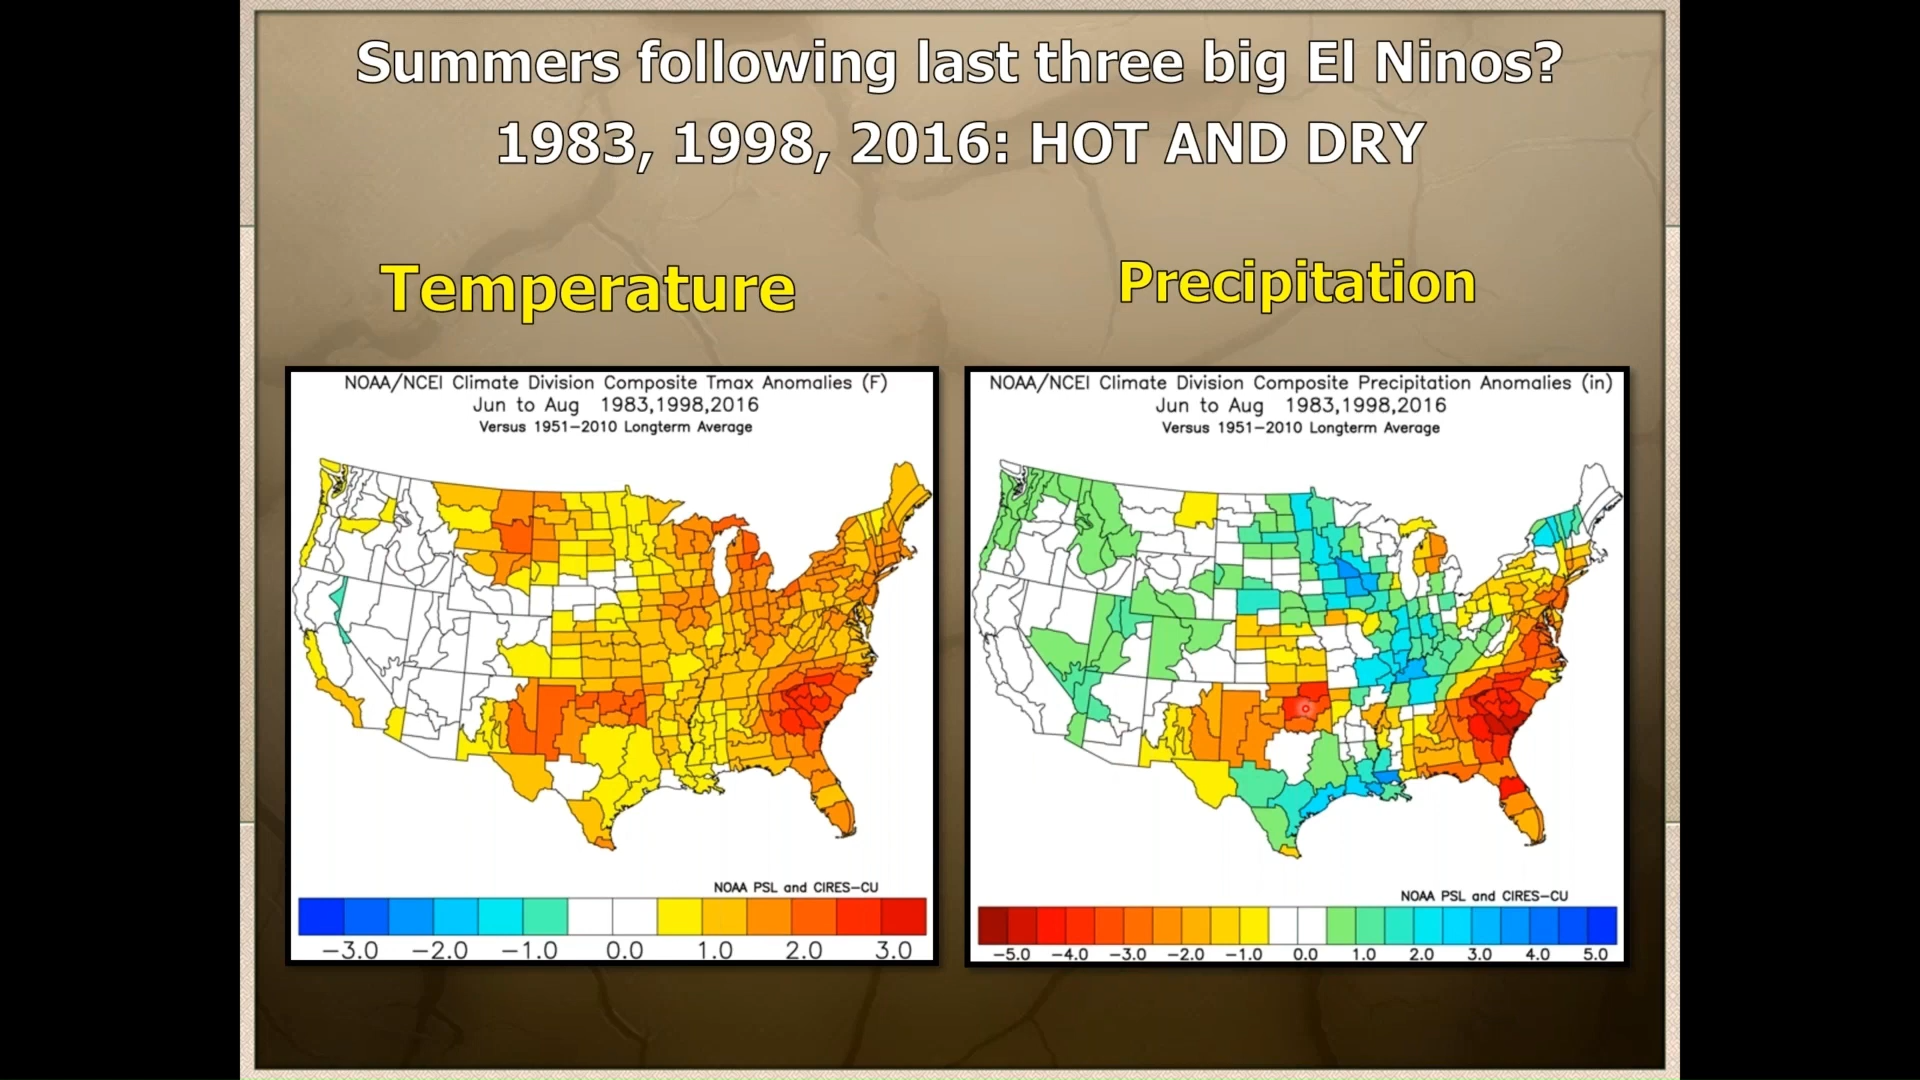 Summers following last three big El Ninos?
1983, 1998, 2016: HOT AND DRY
Temperature
Precipitation
NOAA/NCEI Climate Division Composite Tmax Anomalies (F)
Jun to Aug 1983,1998,2016
Versus 1951–2010 Longterm Average
NOAA PSL and CIRES–CU
−3.0 −2.0 −1.0 0.0 1.0 2.0 3.0
NOAA/NCEI Climate Division Composite Precipitation Anomalies (in)
Jun to Aug 1983,1998,2016
Versus 1951–2010 Longterm Average
NOAA PSL and CIRES–CU
−5.0 −4.0 −3.0 −2.0 −1.0 0.0 1.0 2.0 3.0 4.0 5.0